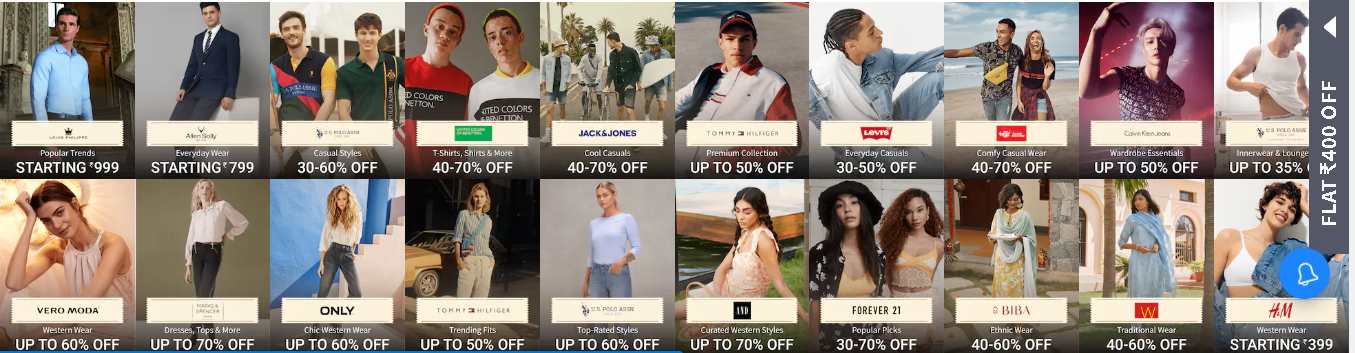 LOUIS PHILIPPE
Popular Trends
STARTING ₹999
Allen Solly
Everyday Wear
STARTING ₹799
U.S. POLO ASSN.
Casual Styles
30-60% OFF
UNITED COLORS
OF BENETTON.
T-Shirts, Shirts & More
40-70% OFF
JACK&JONES
Cool Casuals
40-70% OFF
TOMMY HILFIGER
Premium Collection
UP TO 50% OFF
Levi's
Everyday Casuals
30-50% OFF
Comfy Casual Wear
40-70% OFF
Calvin Klein Jeans
Wardrobe Essentials
UP TO 50% OFF
U.S. POLO ASSN.
Innerwear & Lounge
UP TO 35%
FLAT ₹400 OFF
VERO MODA
Western Wear
UP TO 60% OFF
MARKS &
SPENCER
Dresses, Tops & More
UP TO 70% OFF
ONLY
Chic Western Wear
UP TO 60% OFF
TOMMY HILFIGER
Trending Fits
UP TO 50% OFF
U.S. POLO ASSN.
Top-Rated Styles
UP TO 60% OFF
AND
Curated Western Styles
UP TO 70% OFF
FOREVER 21
Popular Picks
30-70% OFF
BIBA
Ethnic Wear
40-60% OFF
W
Traditional Wear
40-60% OFF
H&M
Western Wear
STARTING ₹399